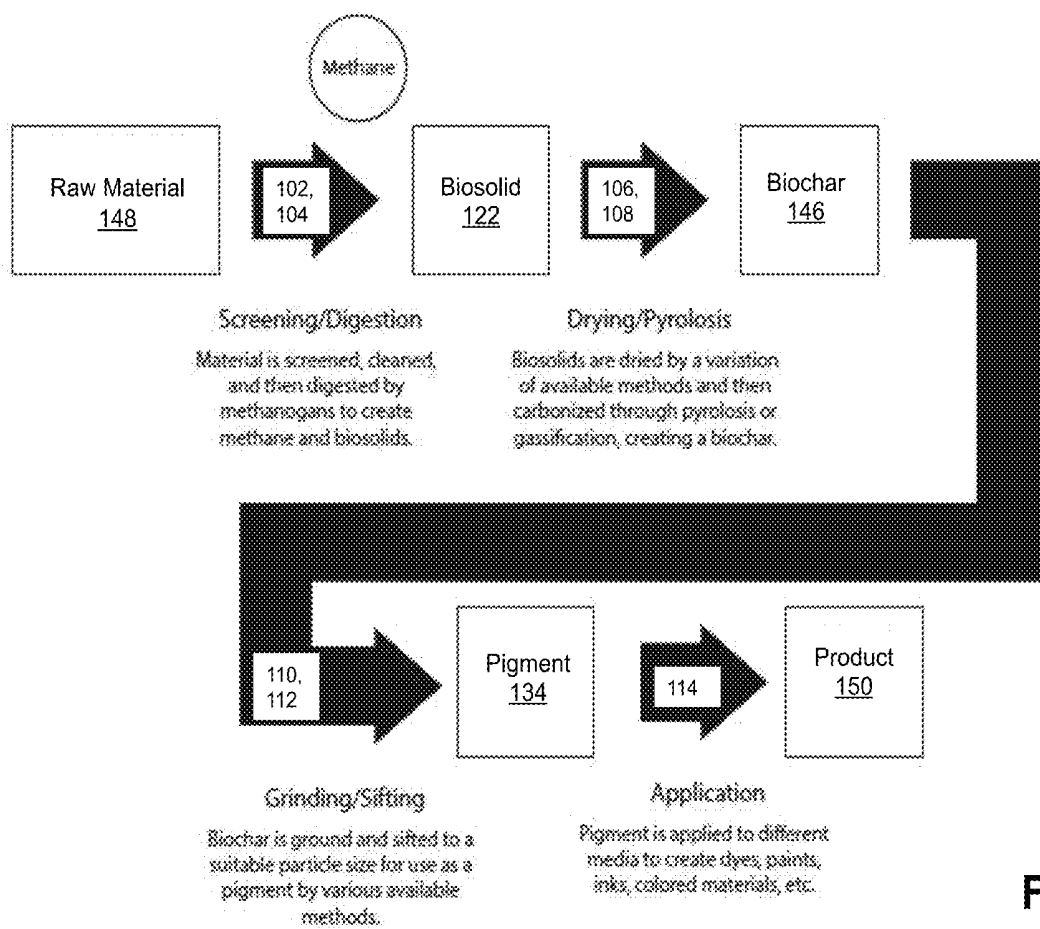 Methane
Raw Material
148
102,
104
Biosolid
122
106,
108
Biochar
146
Screening/Digestion
Material is screened, cleaned,
and then digested by
methanogans to create
methane and biosolids.
Drying/Pyrolosis
Biosolids are dried by a variation
of available methods and then
carbonized through pyrolosis or
gassification, creating a biochar.
110,
112
Pigment
134
114
Product
150
Grinding/Sifting
Biochar is ground and sifted to a
suitable particle size for use as a
pigment by various available
methods.
Application
Pigment is applied to different
media to create dyes, paints,
inks, colored materials, etc.